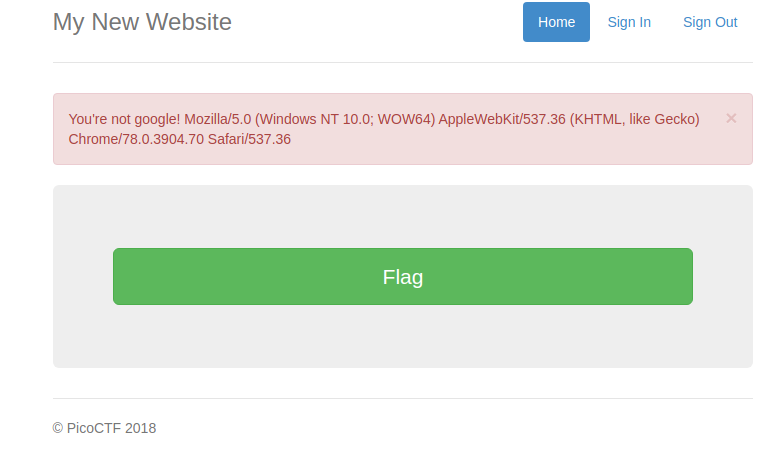 My New Website
Home Sign In Sign Out
You're not google! Mozilla/5.0 (Windows NT 10.0; WOW64) AppleWebKit/537.36 (KHTML, like Gecko) ×
Chrome/78.0.3904.70 Safari/537.36
Flag
© PicoCTF 2018